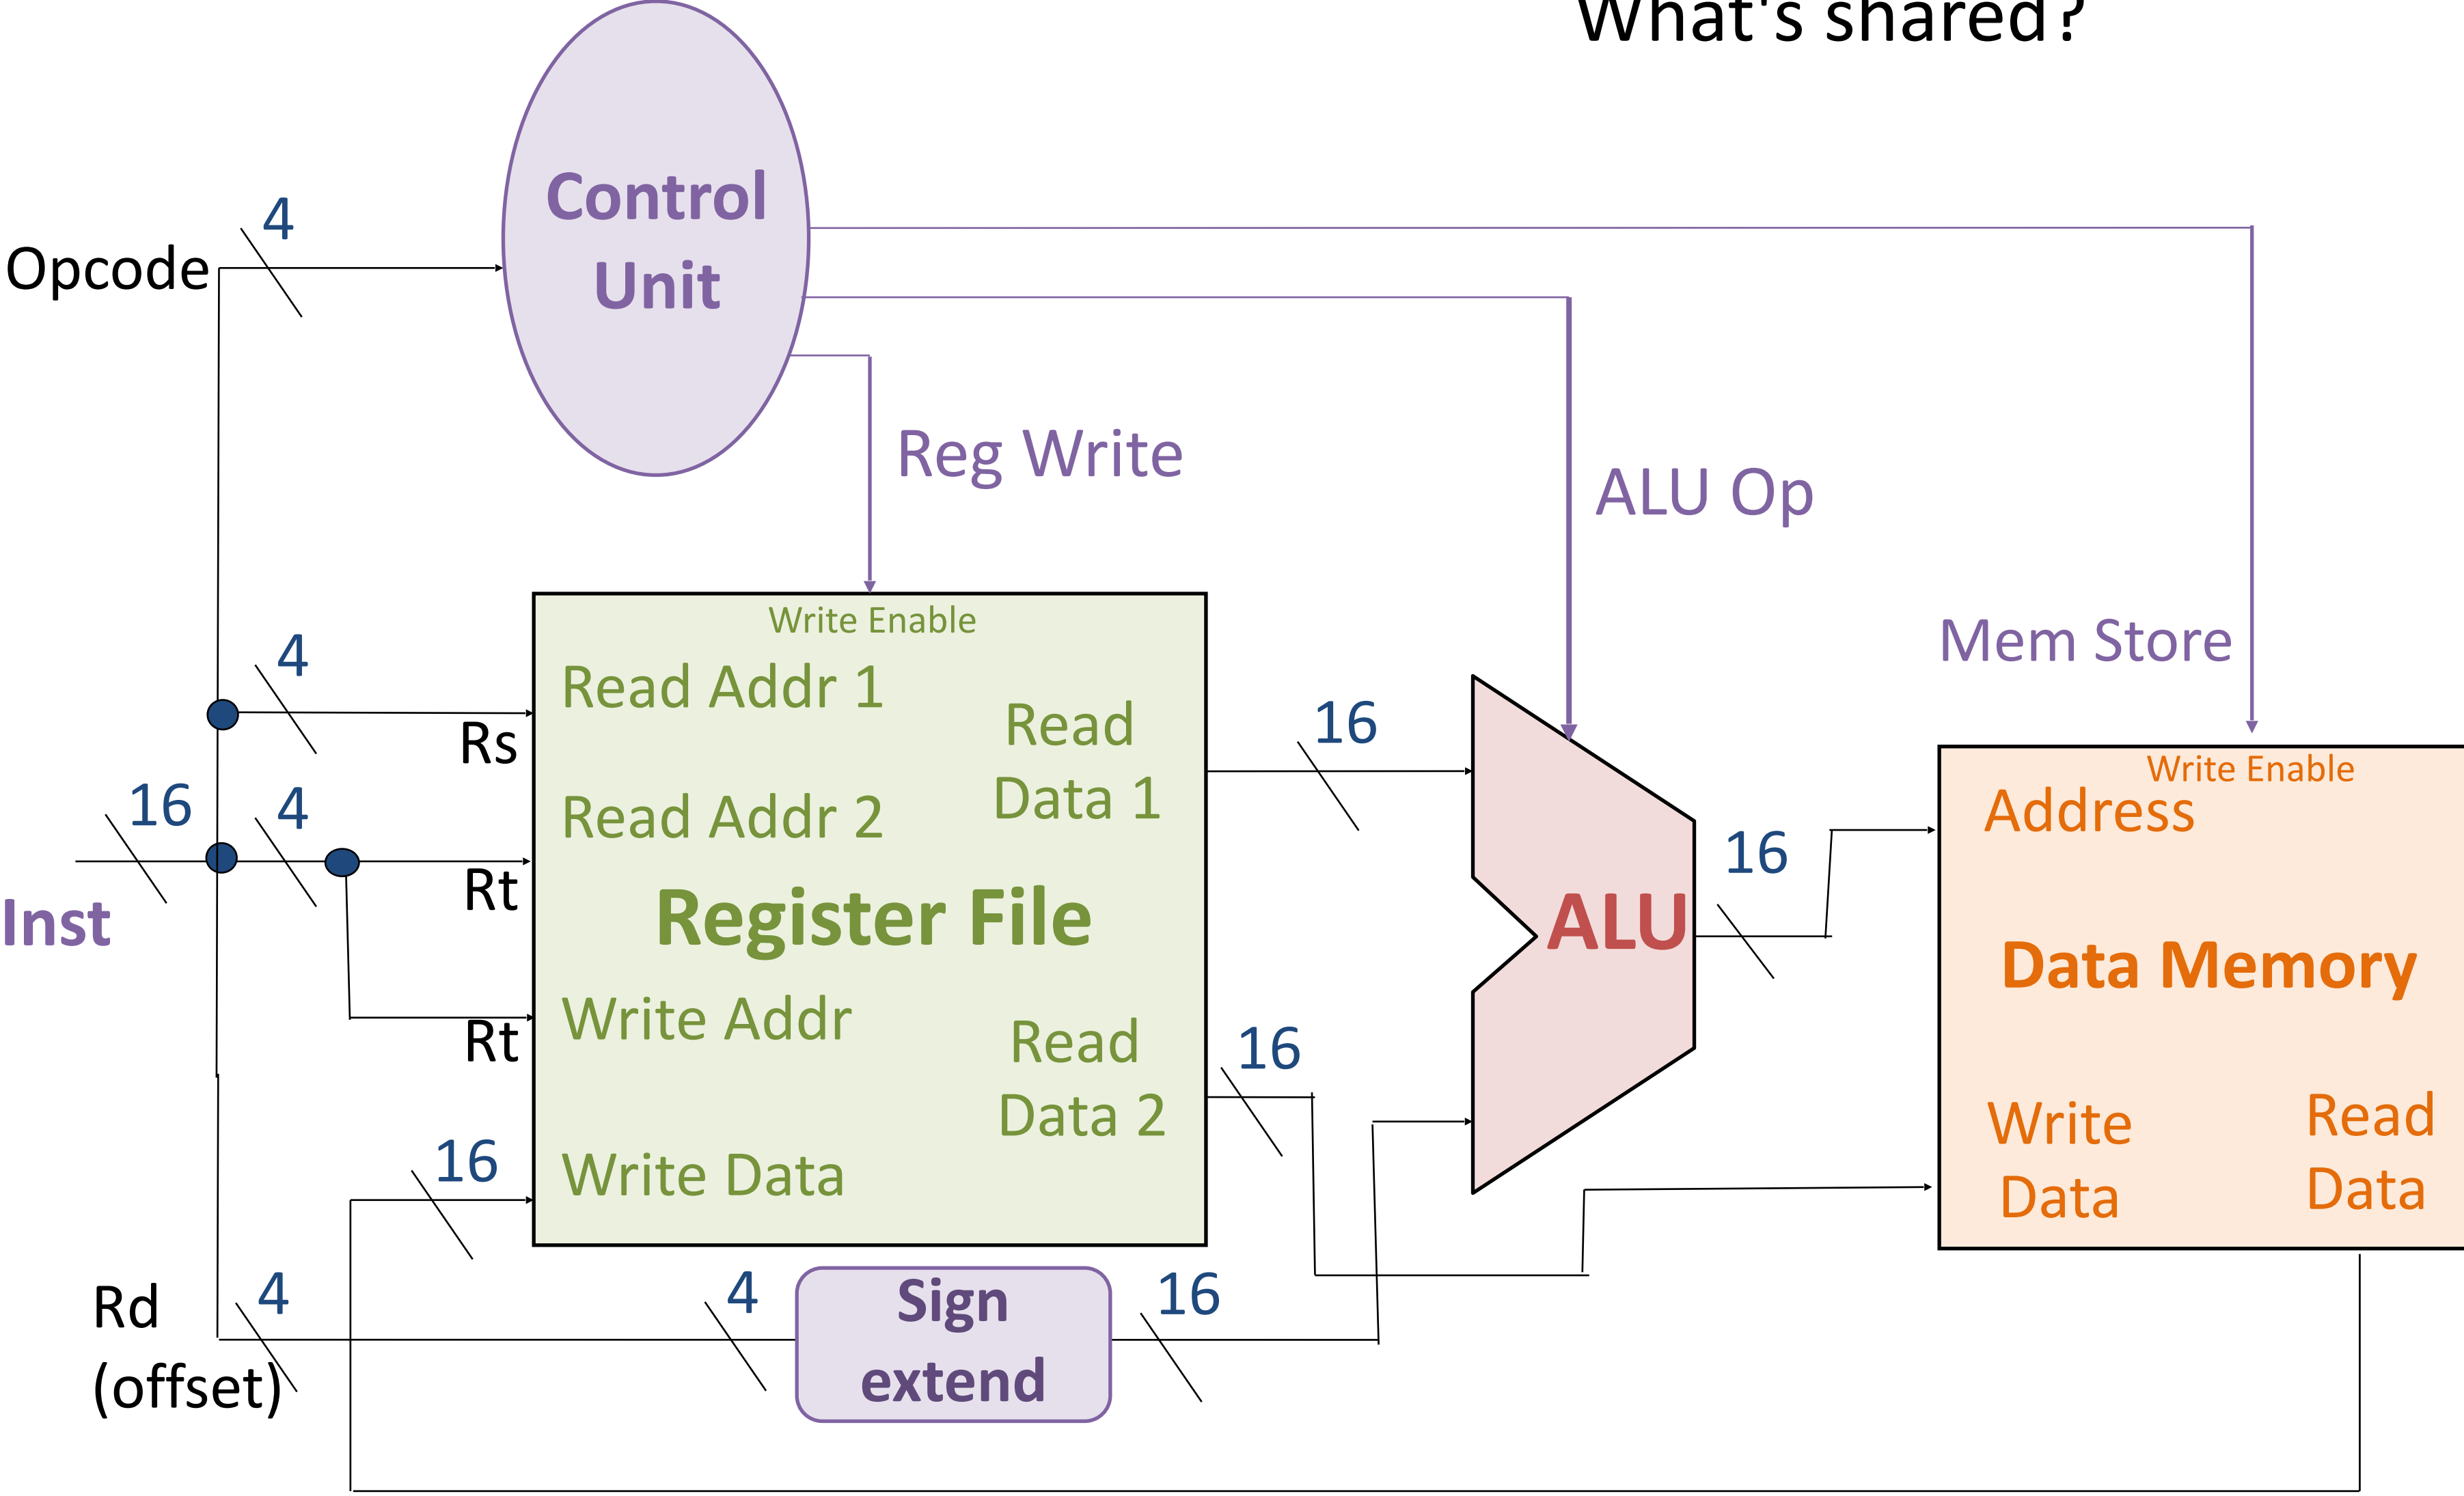 What's shared?
Control
Unit
4
Opcode
Reg Write
ALU Op
Mem Store
Write Enable
4
Read Addr 1
Rs
Read
Data 1
16
Write Enable
Address
16
4
Read Addr 2
Rt
16
Inst
Register File
ALU
Data Memory
Write Addr
Rt
Read
Data 2
16
Write
Data
Read
Data
16
Write Data
Rd
(offset)
4
4
Sign
extend
16